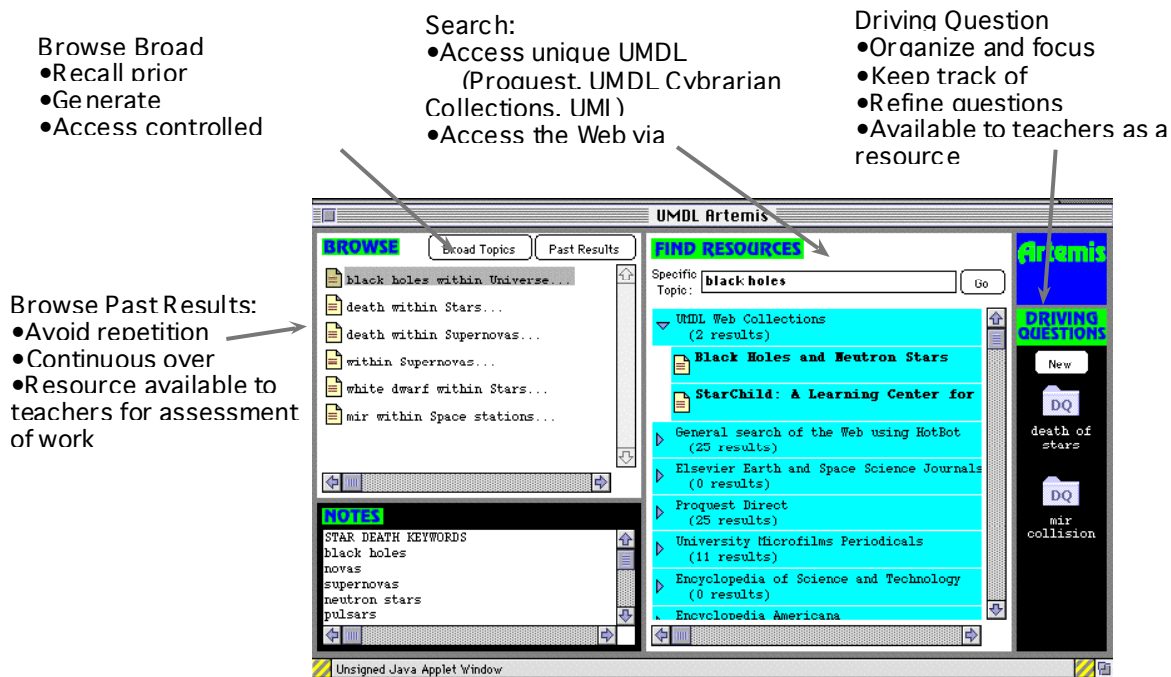 Browse Broad
•Recall prior
•Generate
•Access controlled
Search:
•Access unique UMDL
(Proquest, UMDL Cybrarian
Collections, UMI)
•Access the Web via
Driving Question
•Organize and focus
•Keep track of
•Refine questions
•Available to teachers as a
resource
Browse Past Results:
•Avoid repetition
•Continuous over
•Resource available to
teachers for assessment
of work
UMDL Artemis
BROWSE
Broad Topics
Past Results
black holes within Universe...
death within Stars...
death within Supernovas...
within Supernovas...
white dwarf within Stars...
mir within Space stations...
NOTES
STAR DEATH KEYWORDS
black holes
novas
supernovas
neutron stars
pulsars
FIND RESOURCES
Specific
Topic:
black holes
Go
UMDL Web Collections
(2 results)
Black Holes and Neutron Stars
StarChild: A Learning Center for
General search of the Web using HotBot
(25 results)
Elsevier Earth and Space Science Journals
(0 results)
Proquest Direct
(25 results)
University Microfilms Periodicals
(11 results)
Encyclopedia of Science and Technology
(0 results)
Encyclopedia Americana
Artemis
DRIVING
QUESTIONS
New
DQ
death of
stars
DQ
mir
collision
Unsigned Java Applet Window